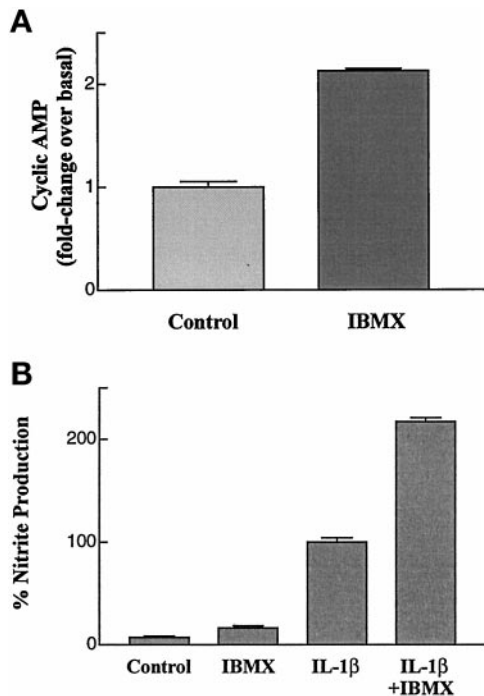 A
Cyclic AMP
(fold-change over basal)
2
1
0
Control IBMX
B
% Nitrite Production
200
100
0
Control IBMX IL-1β IL-1β
+IBMX